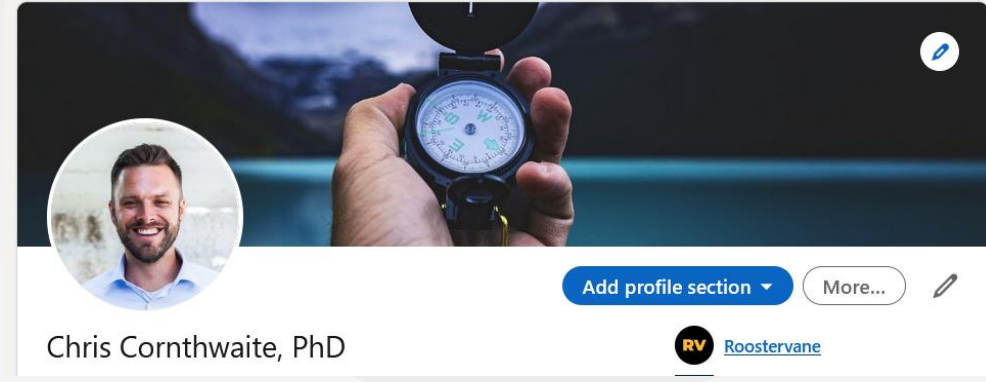 S W
E
Add profile section
More...
Chris Cornthwaite, PhD
RV Roostervane